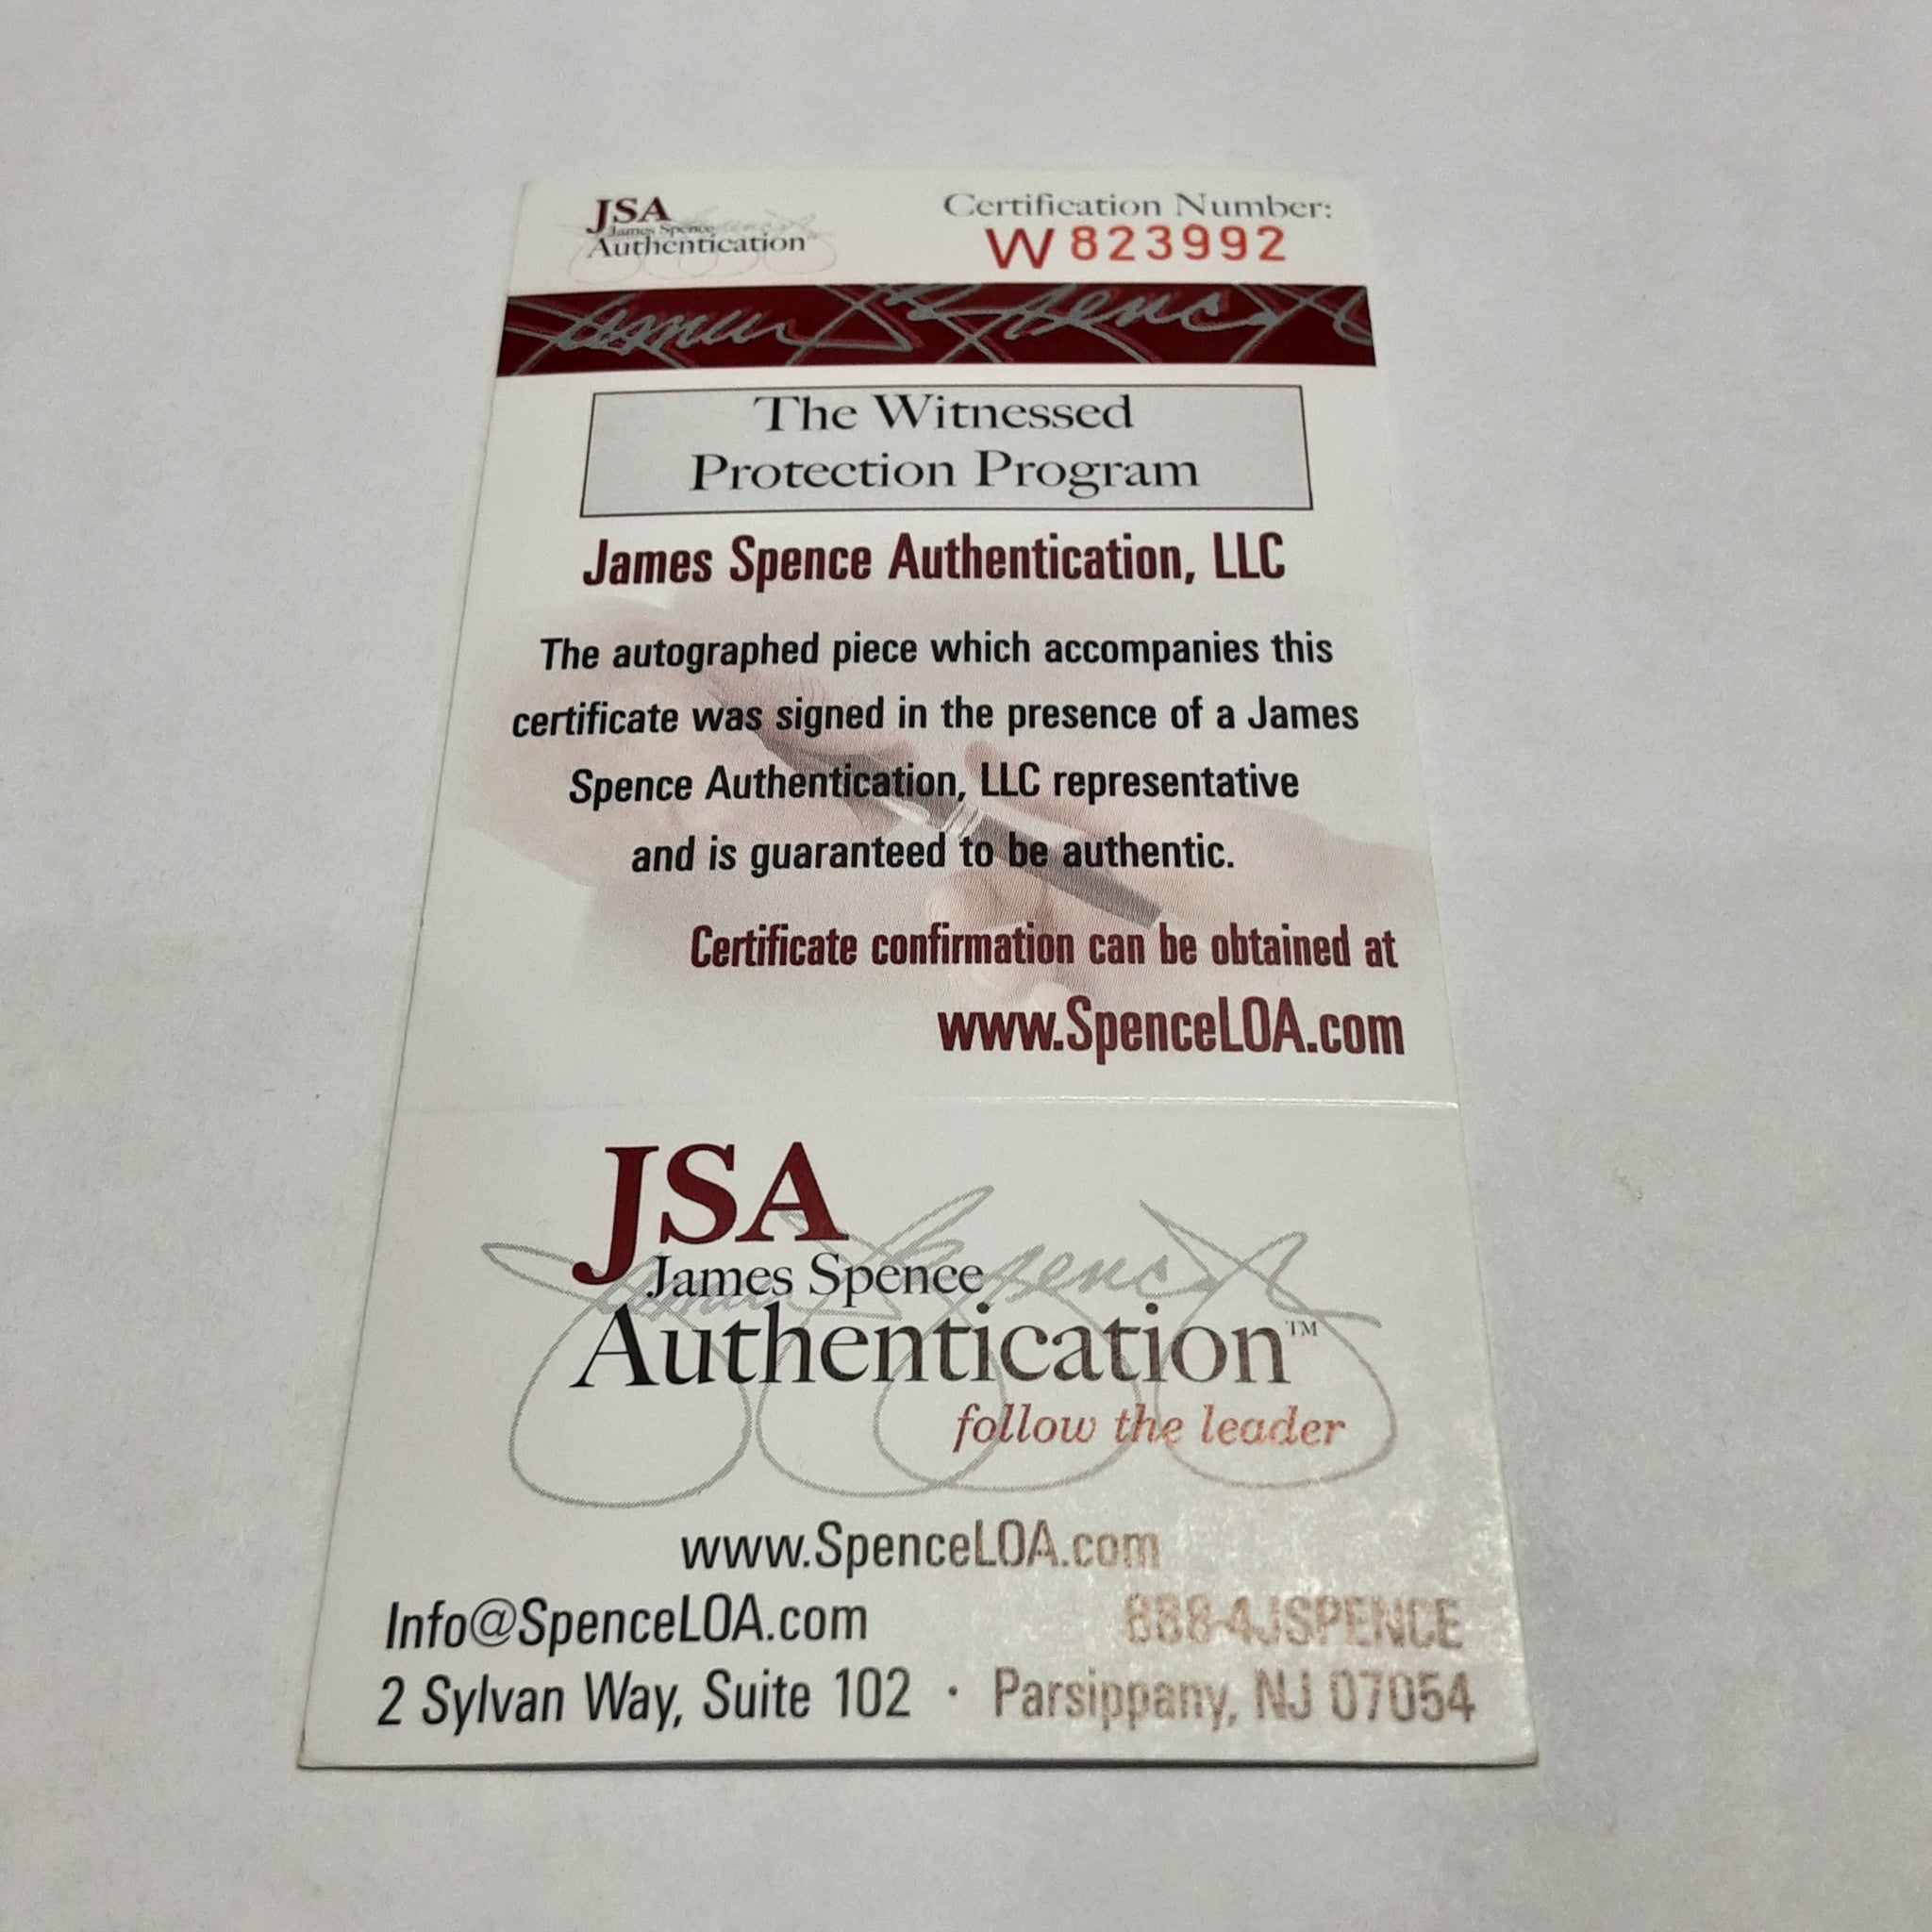 JSA
James Spence
Authentication
Certification Number:
W823992
James Spence
The Witnessed
Protection Program
James Spence Authentication, LLC
The autographed piece which accompanies this
certificate was signed in the presence of a James
Spence Authentication, LLC representative
and is guaranteed to be authentic.
Certificate confirmation can be obtained at
www.SpenceLOA.com
JSA
James Spence
Authentication™
follow the leader
www.SpenceLOA.com
Info@SpenceLOA.com 888-4JSPENCE
2 Sylvan Way, Suite 102 · Parsippany, NJ 07054